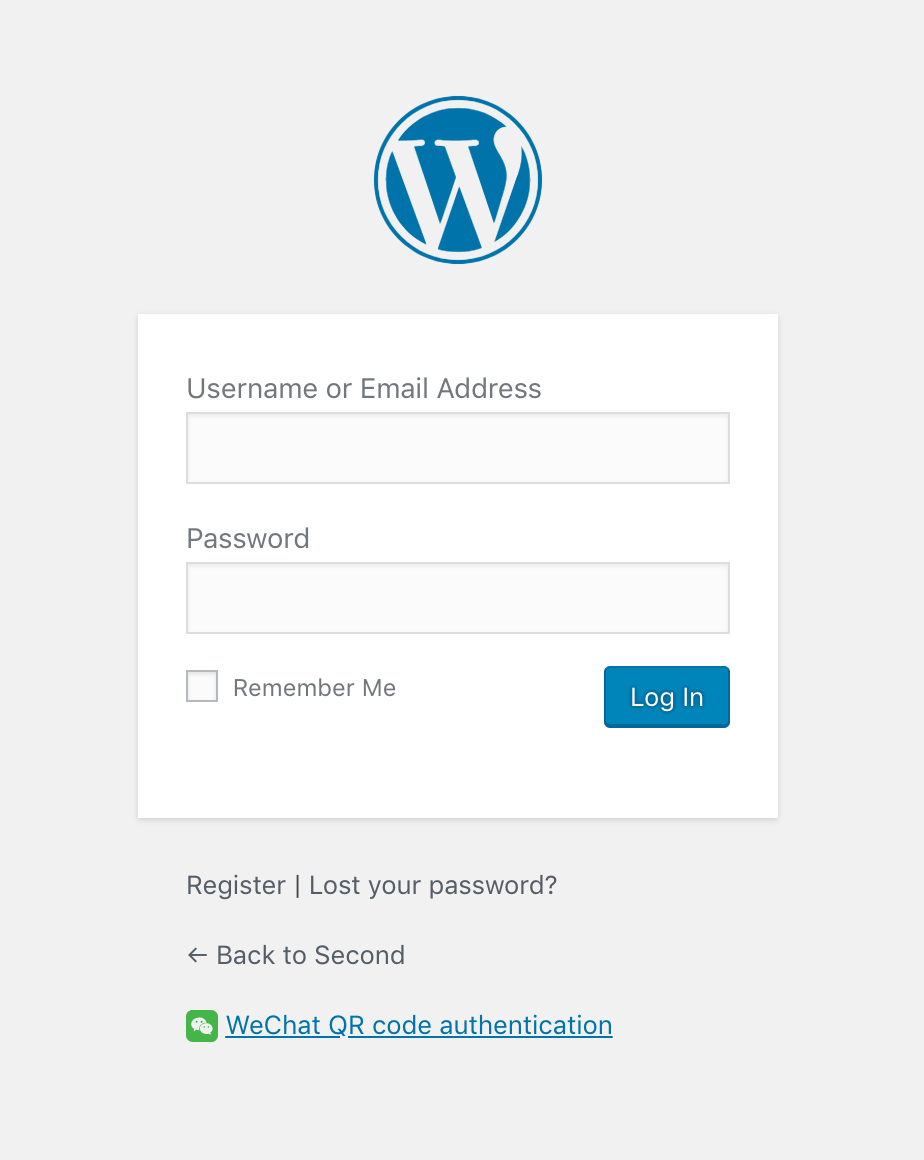 Username or Email Address
Password
Remember Me
Log In
Register | Lost your password?
← Back to Second
WeChat QR code authentication